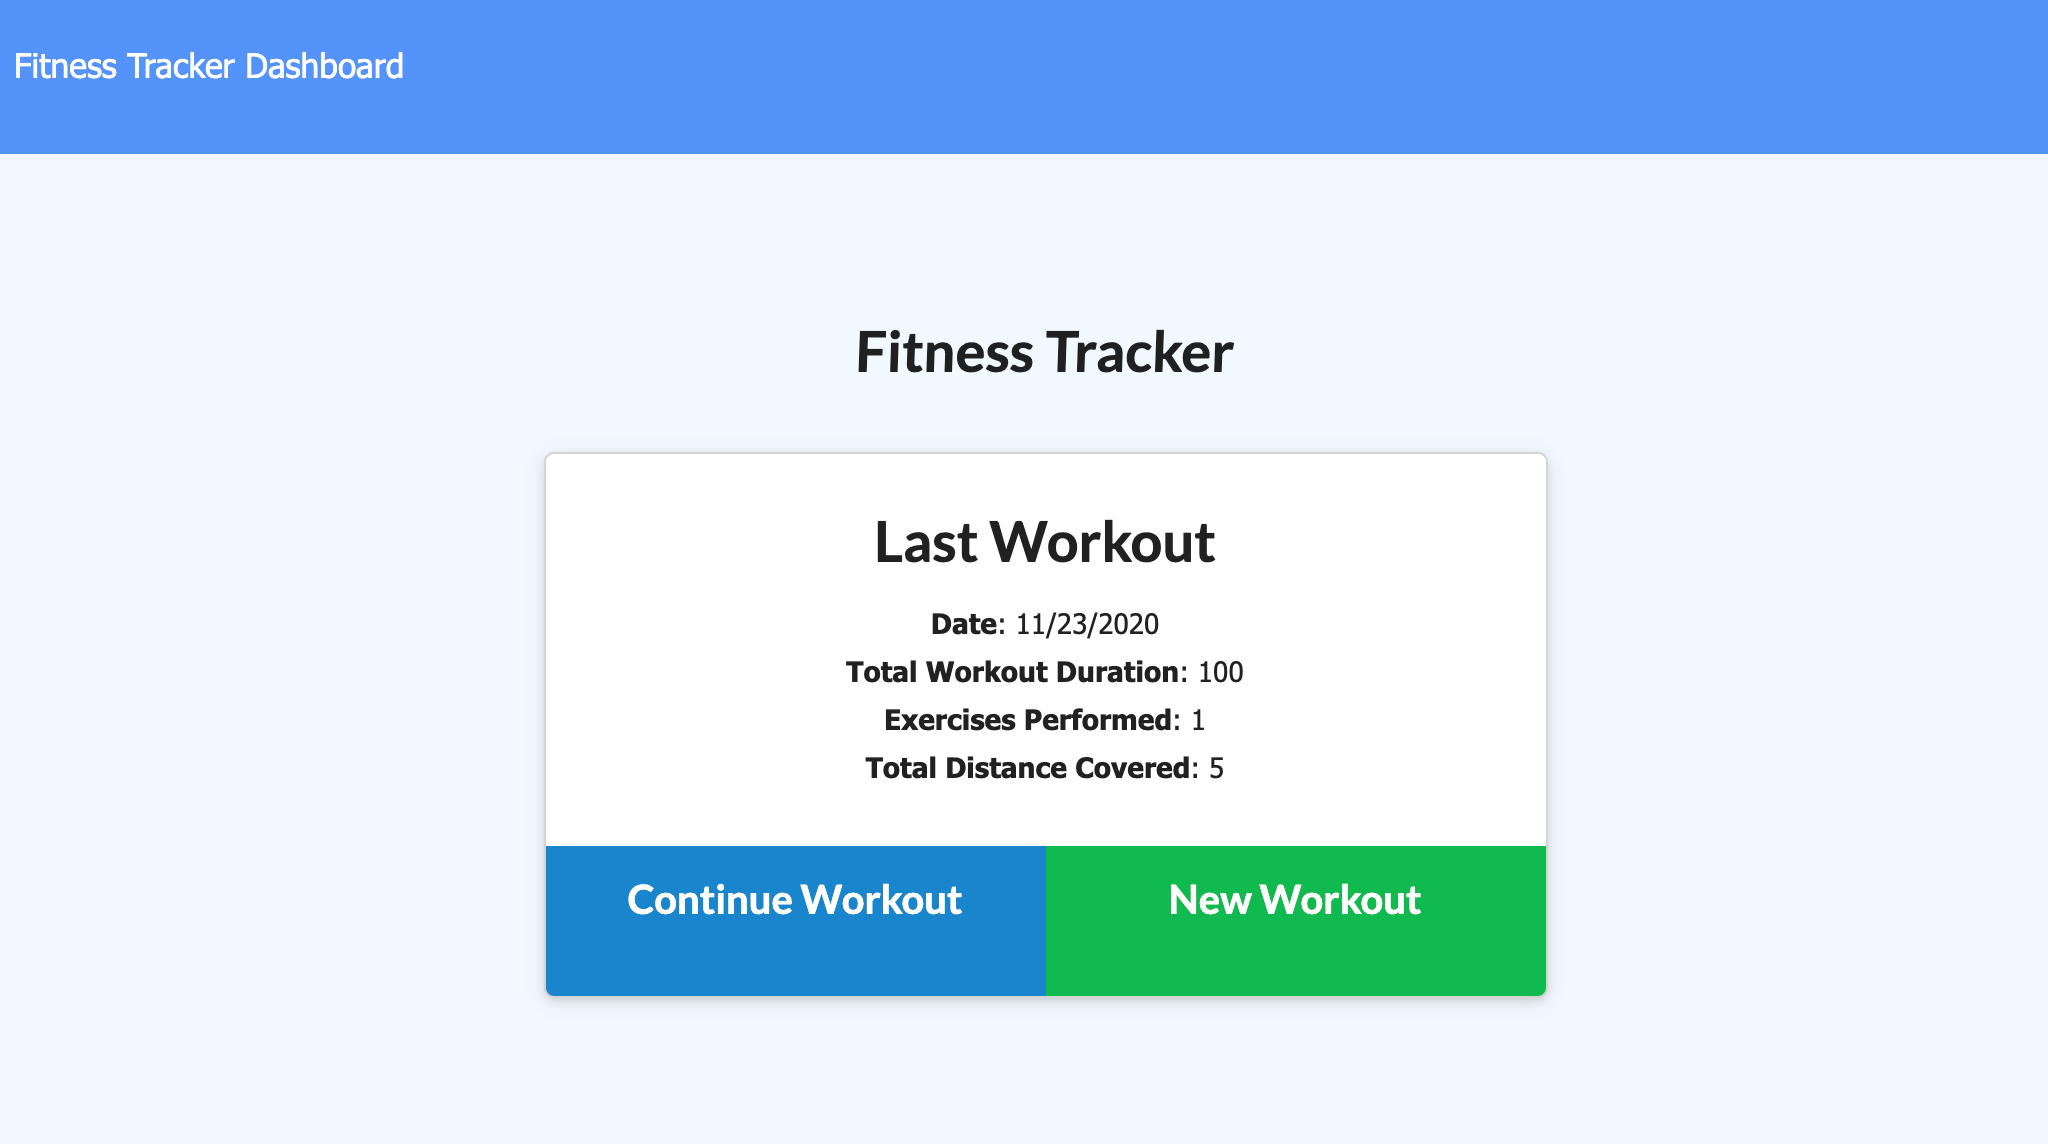 Fitness Tracker Dashboard
Fitness Tracker
Last Workout
Date: 11/23/2020
Total Workout Duration: 100
Exercises Performed: 1
Total Distance Covered: 5
Continue Workout
New Workout